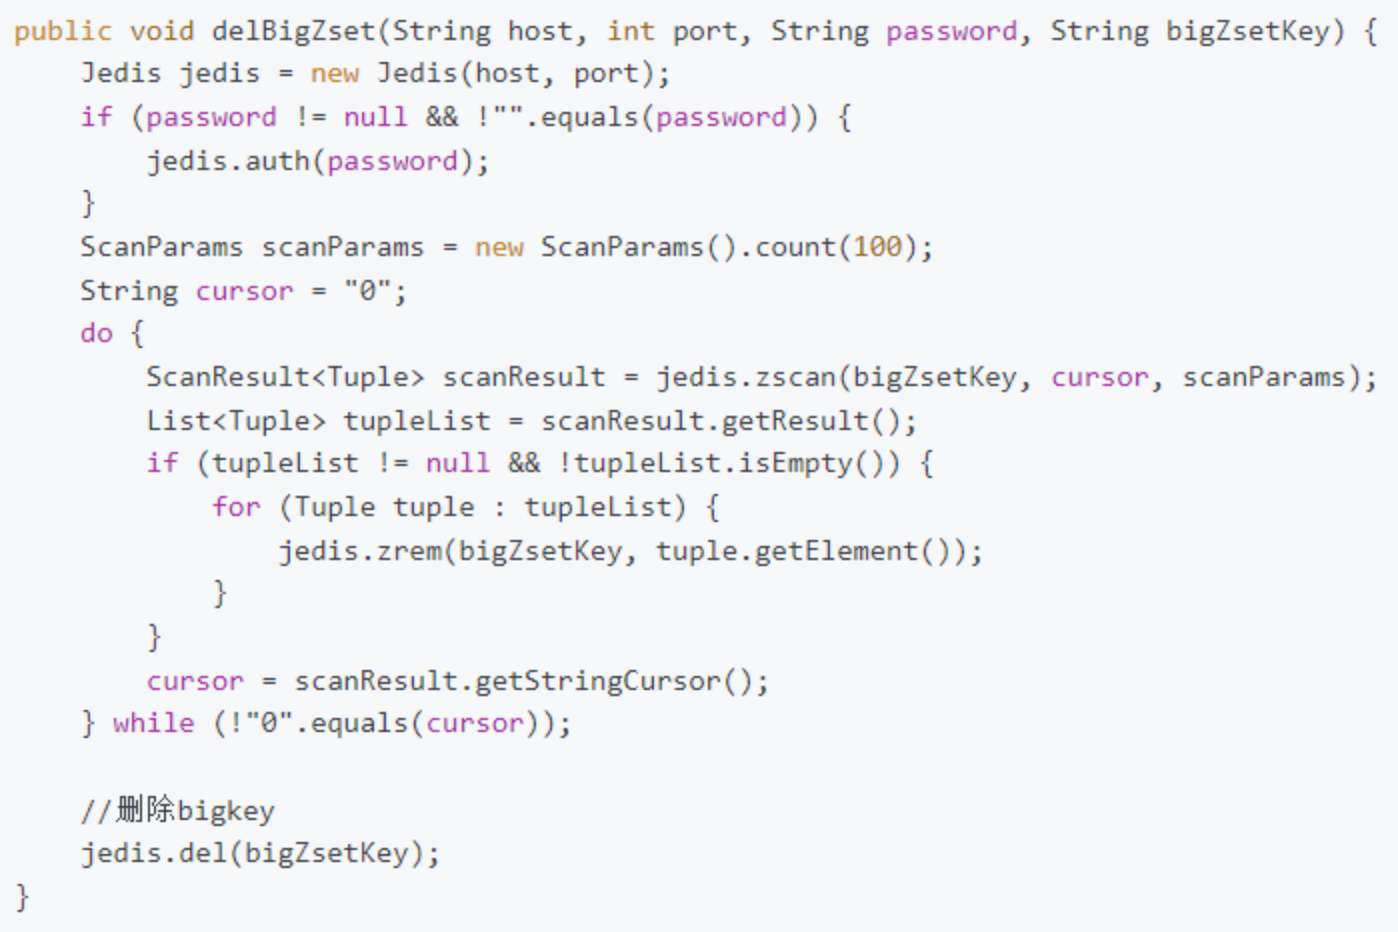 public void delBigZset(String host, int port, String password, String bigZsetKey) {
    Jedis jedis = new Jedis(host, port);
    if (password != null && !"".equals(password)) {
        jedis.auth(password);
    }
    ScanParams scanParams = new ScanParams().count(100);
    String cursor = "0";
    do {
        ScanResult<Tuple> scanResult = jedis.zscan(bigZsetKey, cursor, scanParams);
        List<Tuple> tupleList = scanResult.getResult();
        if (tupleList != null && !tupleList.isEmpty()) {
            for (Tuple tuple : tupleList) {
                jedis.zrem(bigZsetKey, tuple.getElement());
            }
        }
        cursor = scanResult.getStringCursor();
    } while (!"0".equals(cursor));

    //删除bigkey
    jedis.del(bigZsetKey);
}